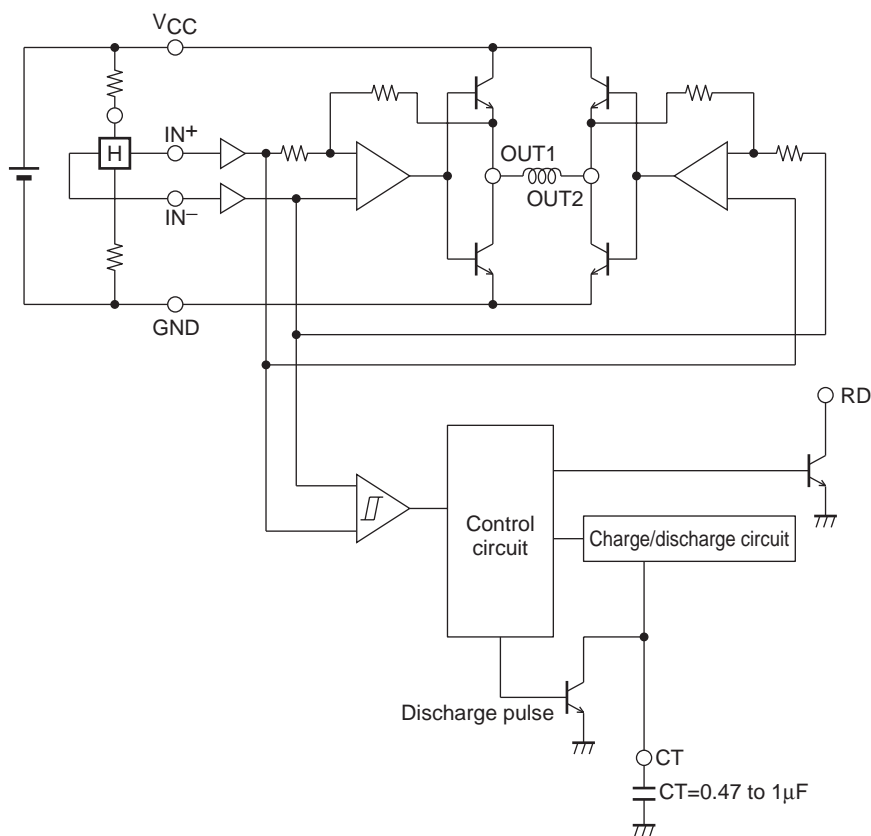 VCC
IN+
H
IN−
OUT1
OUT2
GND
RD
Control
circuit
Charge/discharge circuit
Discharge pulse
CT
CT=0.47 to 1μF